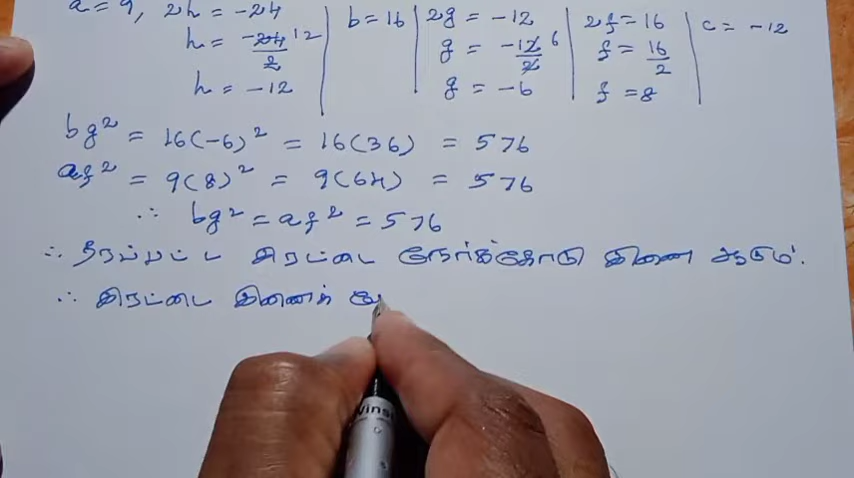 a = 9, 2h = -24 | b = 16 | 2g = -12 | 2f = 16 | c = -12
h = -24/2 12 | g = -12/2 6 | f = 16/2
h = -12 | g = -6 | f = 8
bg² = 16(-6)² = 16(36) = 576
af² = 9(8)² = 9(64) = 576
∴ bg² = af² = 576
∴ இரட்டை நேர்க்கோடு இணை ஆகும்.
∴ இரட்டை இணைக்